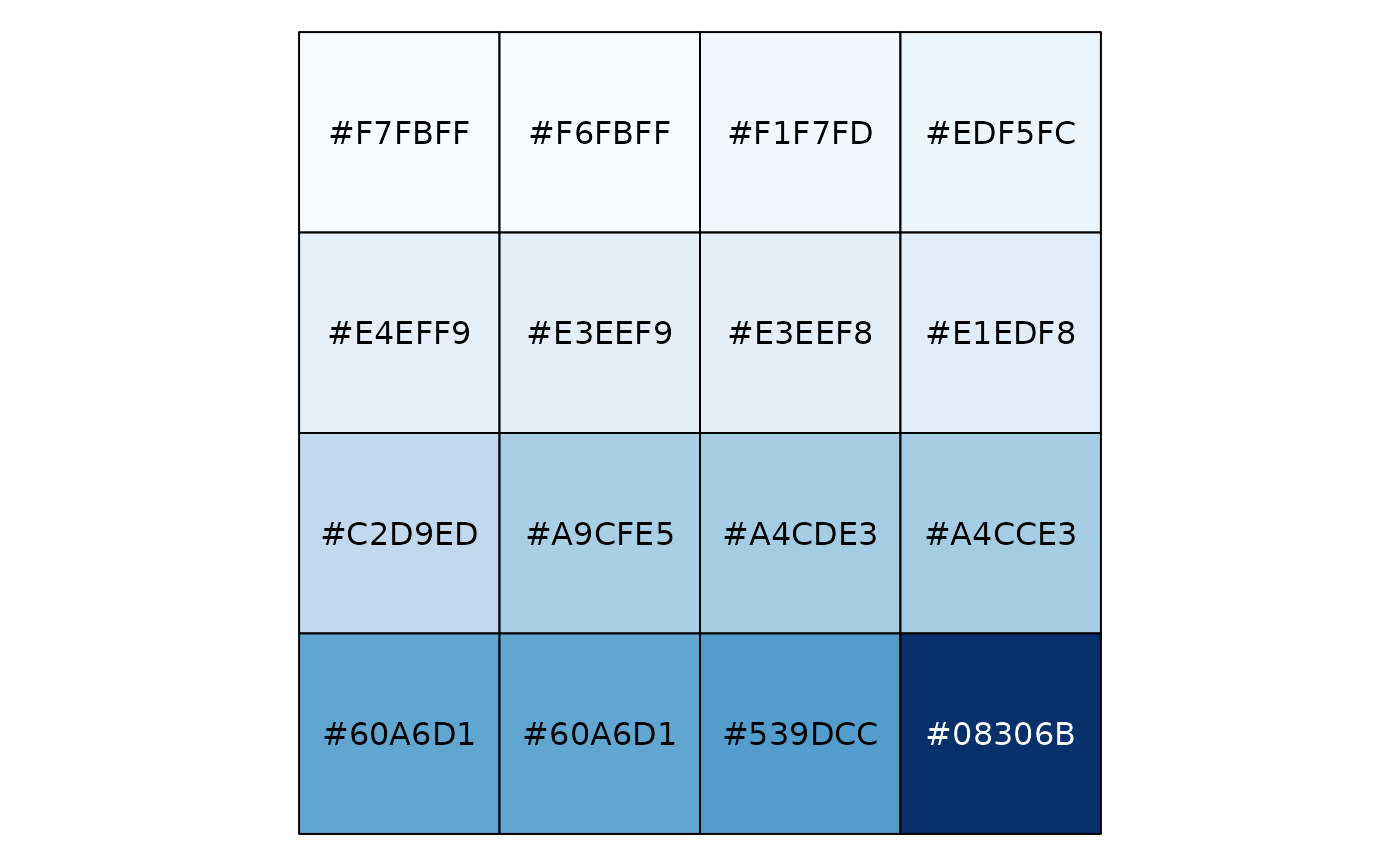 #F7FBFF #F6FBFF #F1F7FD #EDF5FC
#E4EFF9 #E3EEF9 #E3EEF8 #E1EDF8
#C2D9ED #A9CFE5 #A4CDE3 #A4CCE3
#60A6D1 #60A6D1 #539DCC #08306B